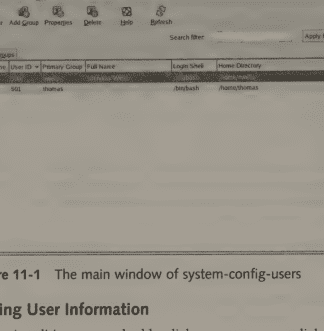 Add Group Properties Delete Help Refresh
Search filter: Apply
User ID Primary Group Full Name Login Shell Home Directory
501 thomas /bin/bash /home/thomas
re 11-1 The main window of system-config-users
ing User Information